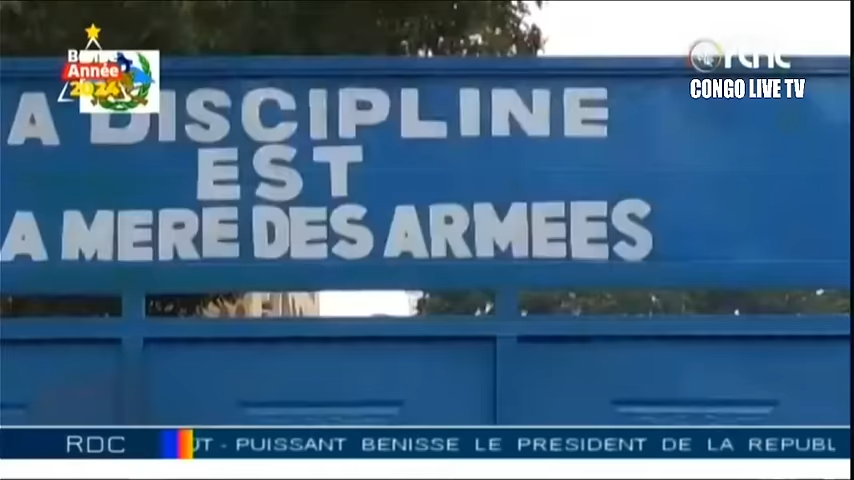 Bonne
Année
2024
rtnc
CONGO LIVE TV
A DISCIPLINE
EST
A MERE DES ARMEES
RDC
UT - PUISSANT BENISSE LE PRESIDENT DE LA REPUBL